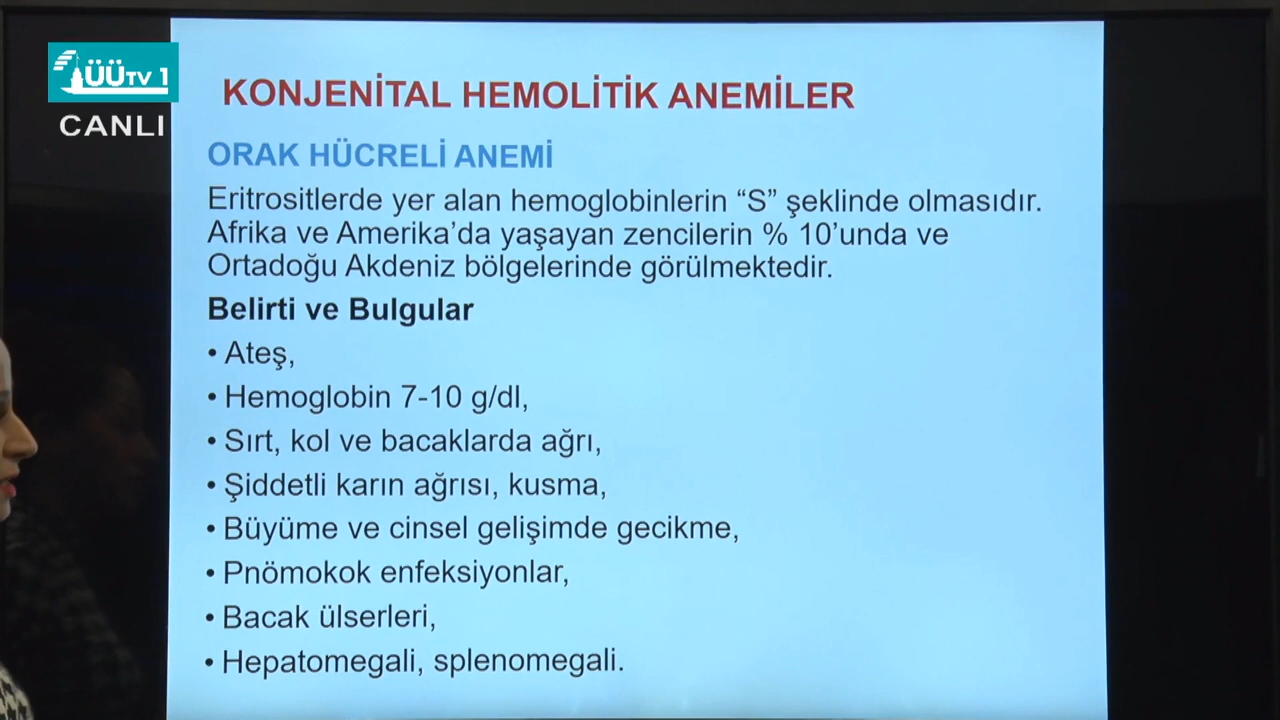 ÜÜTV 1
CANLI
KONJENİTAL HEMOLİTİK ANEMİLER
ORAK HÜCRELİ ANEMİ
Eritrositlerde yer alan hemoglobinlerin “S” şeklinde olmasıdır.
Afrika ve Amerika’da yaşayan zencilerin % 10’unda ve
Ortadoğu Akdeniz bölgelerinde görülmektedir.
Belirti ve Bulgular
• Ateş,
• Hemoglobin 7-10 g/dl,
• Sırt, kol ve bacaklarda ağrı,
• Şiddetli karın ağrısı, kusma,
• Büyüme ve cinsel gelişimde gecikme,
• Pnömokok enfeksiyonlar,
• Bacak ülserleri,
• Hepatomegali, splenomegali.